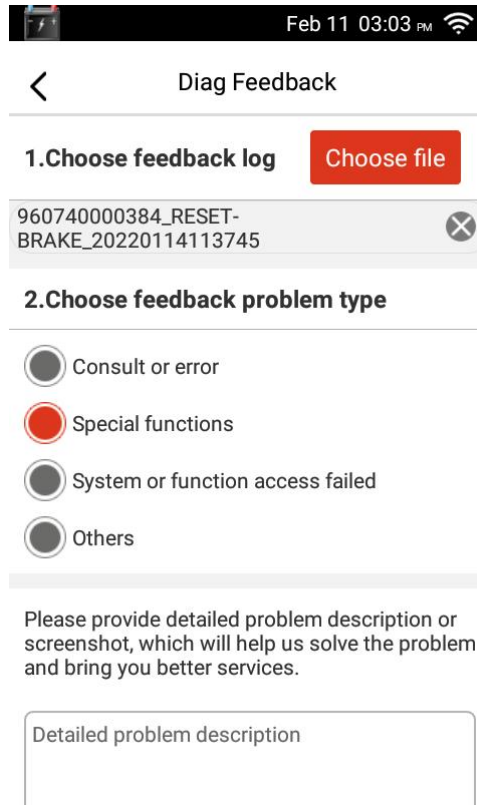 Feb 11 03:03 PM
Diag Feedback
1.Choose feedback log
Choose file
960740000384_RESET-
BRAKE_20220114113745
2.Choose feedback problem type
Consult or error
Special functions
System or function access failed
Others
Please provide detailed problem description or
screenshot, which will help us solve the problem
and bring you better services.
Detailed problem description